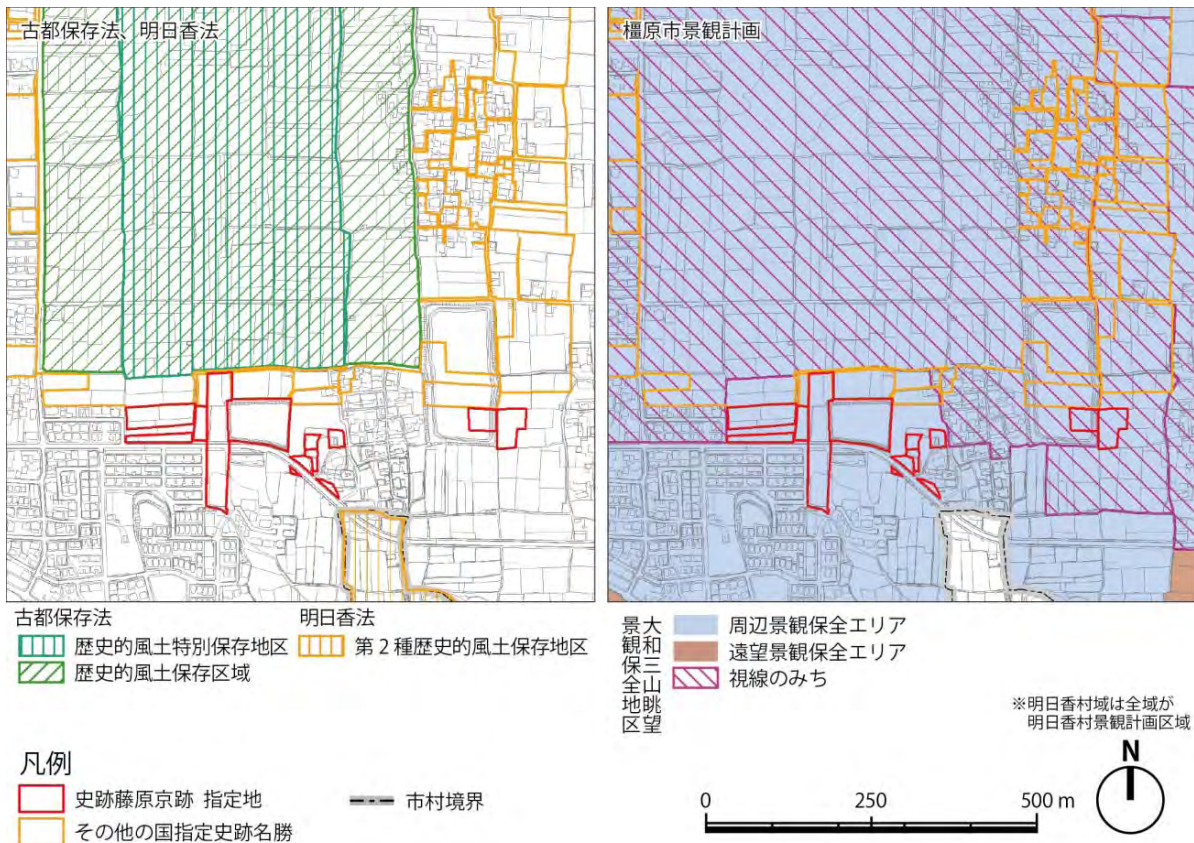 古都保存法、明日香法
橿原市景観計画
古都保存法
歴史的風土特別保存地区
歴史的風土保存区域
明日香法
第2種歴史的風土保存地区
大和三山眺望
景観保全地区
周辺景観保全エリア
遠望景観保全エリア
視線のみち
※明日香村域は全域が
明日香村景観計画区域
凡例
史跡藤原京跡 指定地
その他の国指定史跡名勝
市村境界
0 250 500 m
N